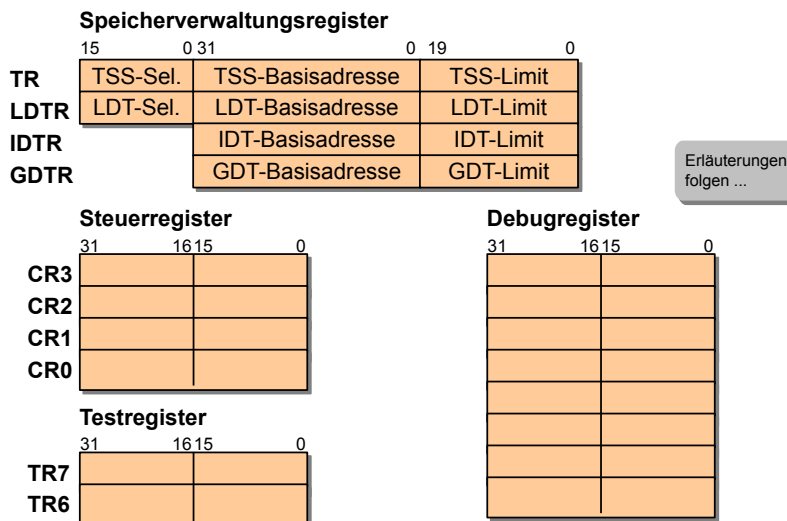 Speicherverwaltungsregister
15 0 31 0 19 0
TR TSS-Sel. TSS-Basisadresse TSS-Limit
LDTR LDT-Sel. LDT-Basisadresse LDT-Limit
IDTR IDT-Basisadresse IDT-Limit
GDTR GDT-Basisadresse GDT-Limit
Erläuterungen
folgen ...
Steuerregister
31 16 15 0
CR3
CR2
CR1
CR0
Debugregister
31 16 15 0
Testregister
31 16 15 0
TR7
TR6